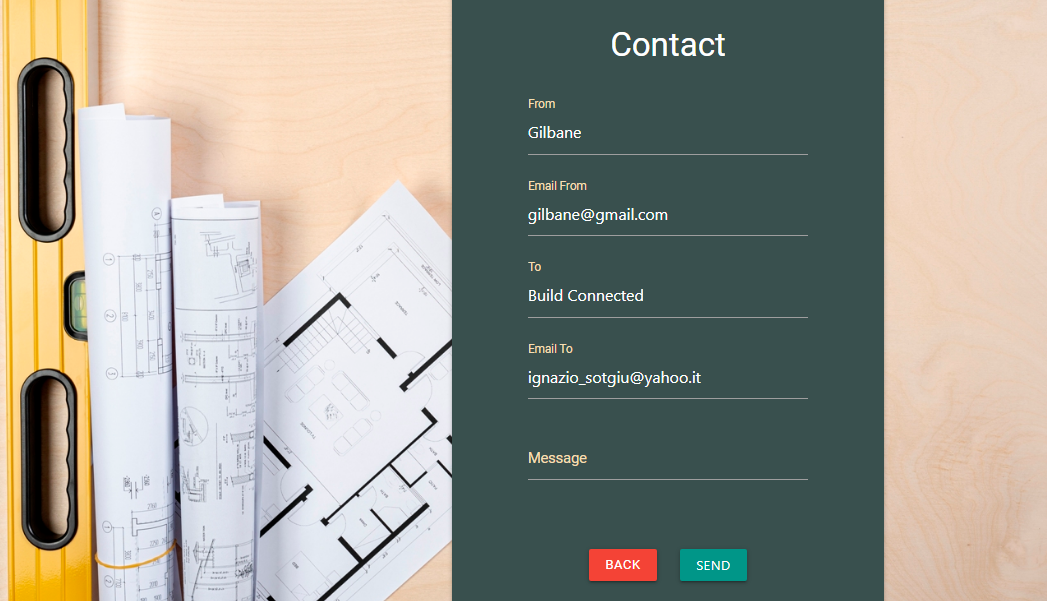 Contact
From
Gilbane
Email From
gilbane@gmail.com
To
Build Connected
Email To
ignazio_sotgiu@yahoo.it
Message
BACK
SEND